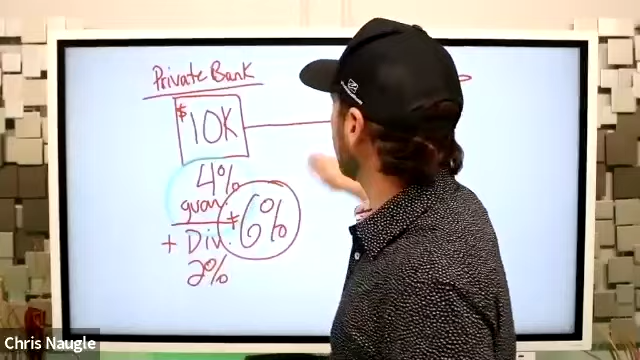 Private Bank
$10K
4%
guar.
+ Div.
2%
$6%
Chris Naugle